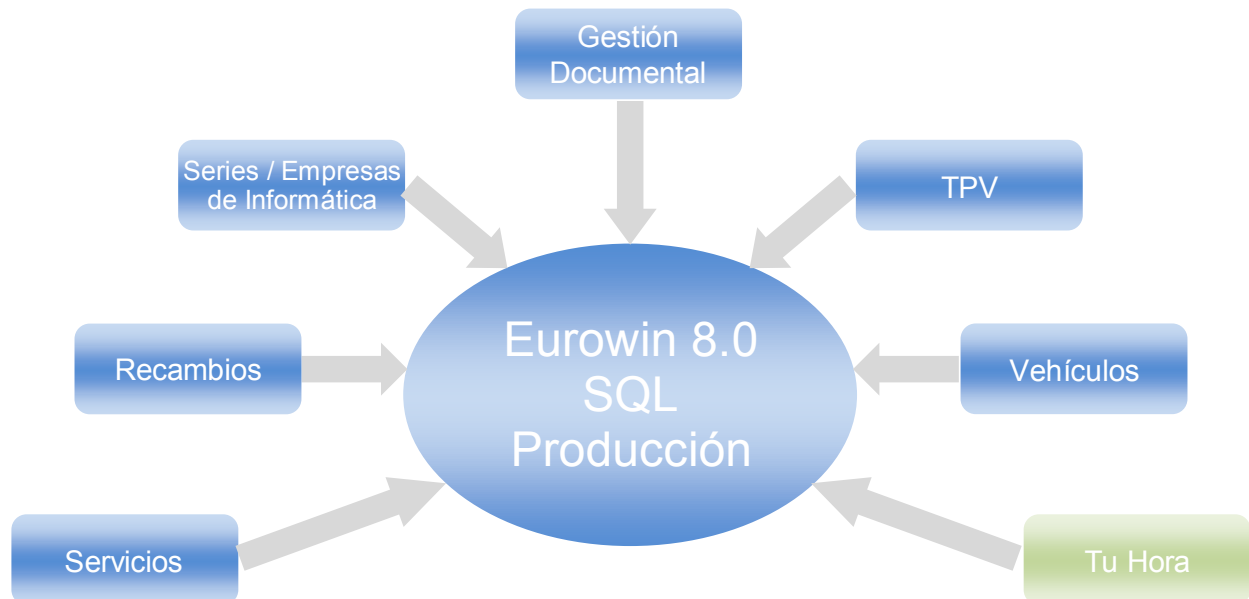 Gestión
Documental
Series / Empresas
de Informática
TPV
Eurowin 8.0
SQL
Producción
Recambios
Vehículos
Servicios
Tu Hora